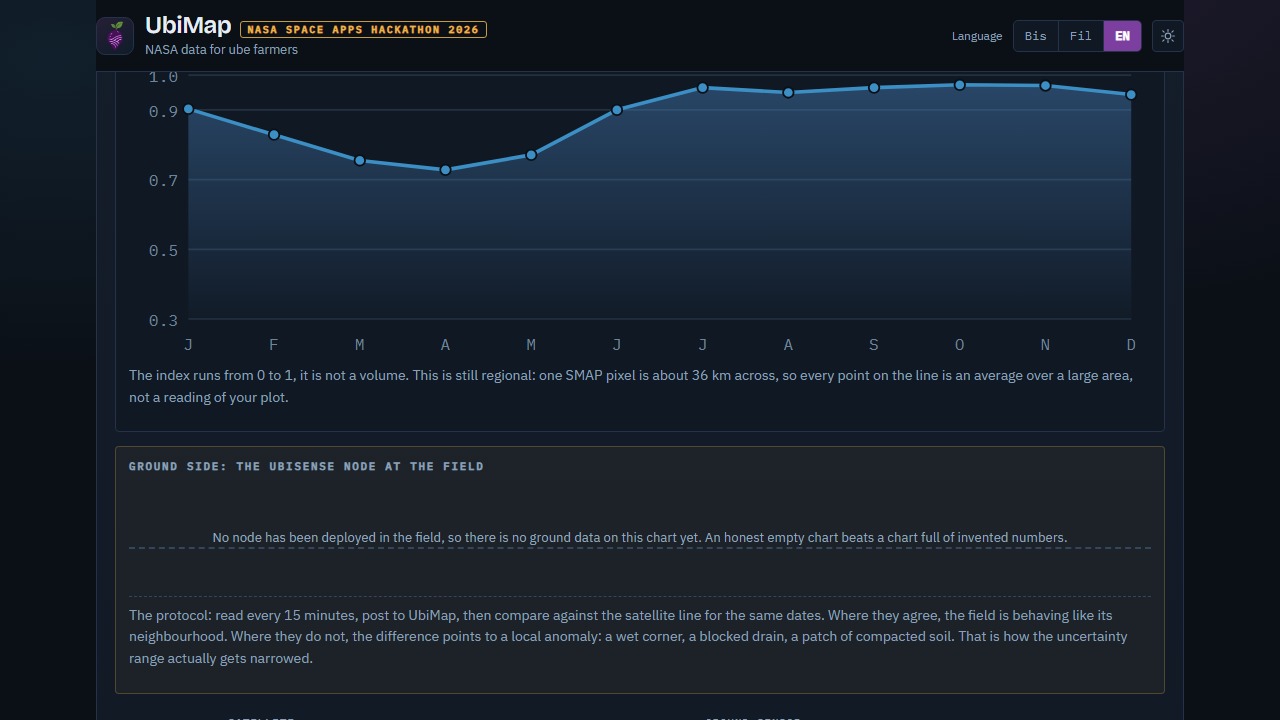 UbiMap NASA SPACE APPS HACKATHON 2026
NASA data for ube farmers
Language Bis Fil EN
1.0
0.9
0.7
0.5
0.3
J F M A M J J A S O N D
The index runs from 0 to 1, it is not a volume. This is still regional: one SMAP pixel is about 36 km across, so every point on the line is an average over a large area,
not a reading of your plot.
GROUND SIDE: THE UBISENSE NODE AT THE FIELD
No node has been deployed in the field, so there is no ground data on this chart yet. An honest empty chart beats a chart full of invented numbers.
The protocol: read every 15 minutes, post to UbiMap, then compare against the satellite line for the same dates. Where they agree, the field is behaving like its
neighbourhood. Where they do not, the difference points to a local anomaly: a wet corner, a blocked drain, a patch of compacted soil. That is how the uncertainty
range actually gets narrowed.